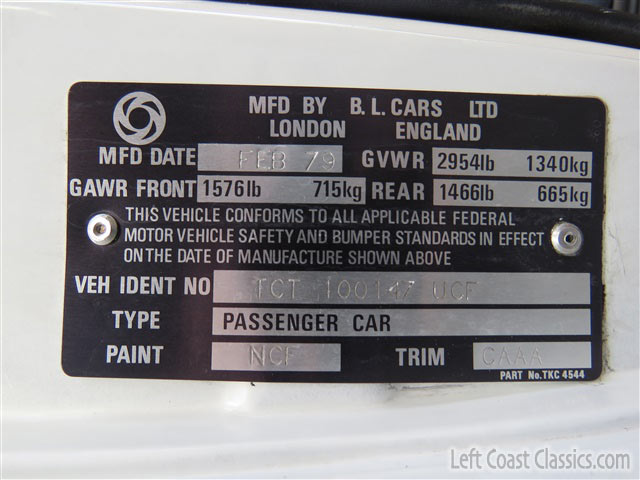 MFD BY B.L.CARS LTD
LONDON ENGLAND
MFD DATE FEB 79 GVWR 2954lb 1340kg
GAWR FRONT 1576lb 715kg REAR 1466lb 665kg
THIS VEHICLE CONFORMS TO ALL APPLICABLE FEDERAL
MOTOR VEHICLE SAFETY AND BUMPER STANDARDS IN EFFECT
ON THE DATE OF MANUFACTURE SHOWN ABOVE
VEH IDENT NO TCT 100147 UCF
TYPE PASSENGER CAR
PAINT NCF TRIM CAAA
PART No.TKC 4544
Left Coast Classics.com